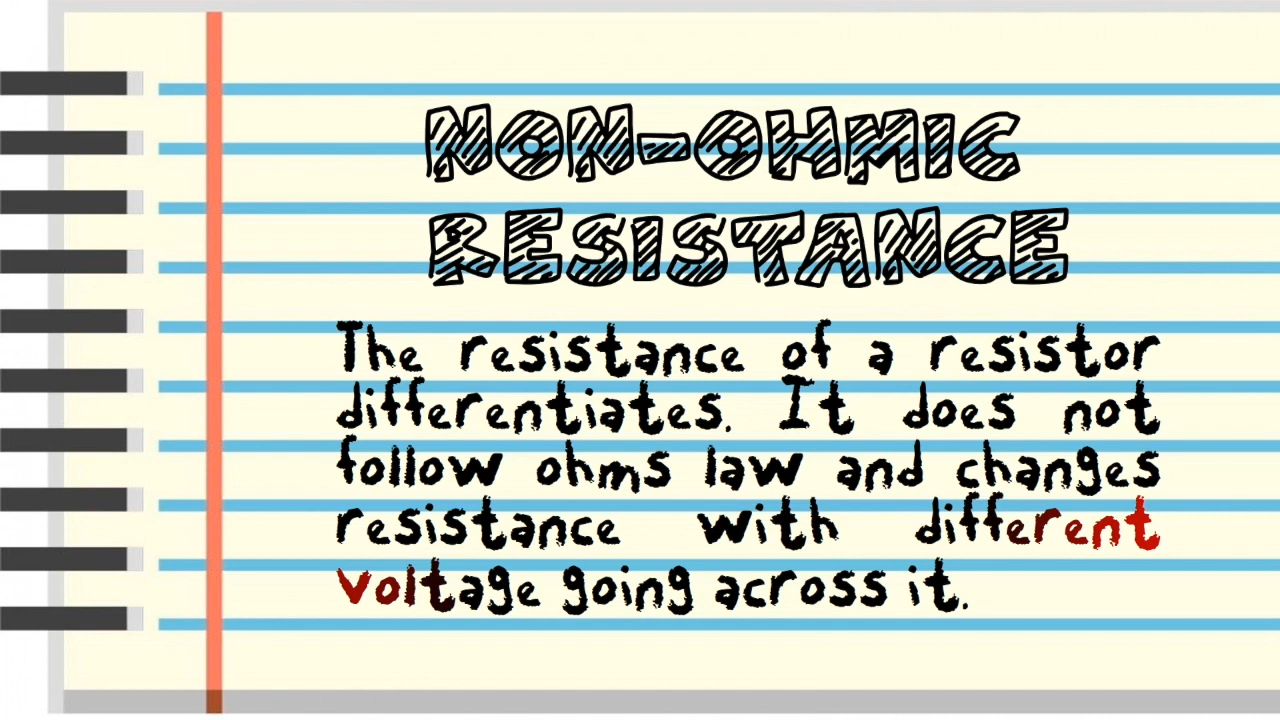 NON-OHMIC
RESISTANCE
The resistance of a resistor
differentiates. It does not
follow ohms law and changes
resistance with different
voltage going across it.